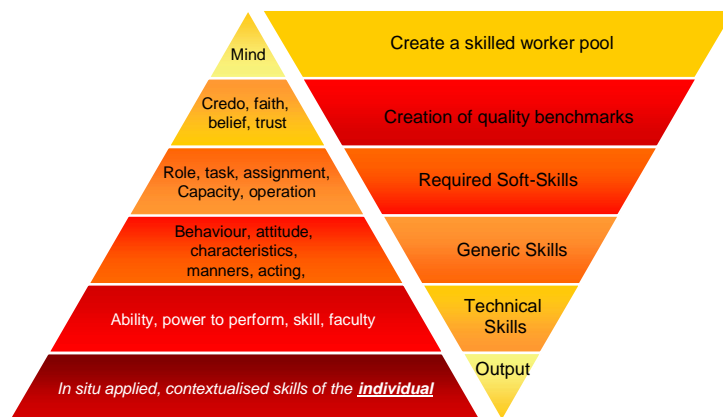 Mind
Credo, faith,
belief, trust
Role, task, assignment,
Capacity, operation
Behaviour, attitude,
characteristics,
manners, acting,
Ability, power to perform, skill, faculty
In situ applied, contextualised skills of the individual
Create a skilled worker pool
Creation of quality benchmarks
Required Soft-Skills
Generic Skills
Technical
Skills
Output